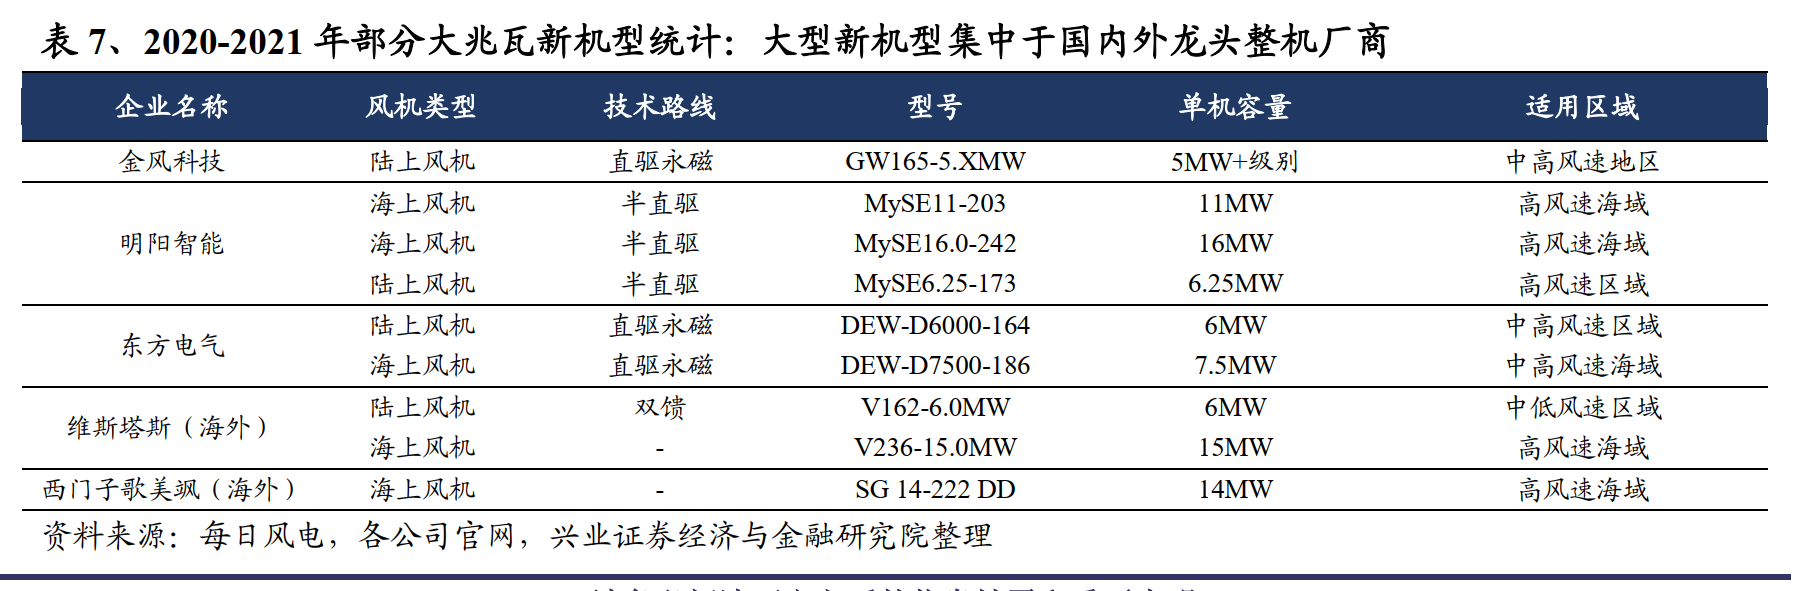 表 7、2020-2021 年部分大兆瓦新机型统计：大型新机型集中于国内外龙头整机厂商
企业名称 风机类型 技术路线 型号 单机容量 适用区域
金风科技 陆上风机 直驱永磁 GW165-5.XMW 5MW+级别 中高风速地区
海上风机 半直驱 MySE11-203 11MW 高风速海域
明阳智能 海上风机 半直驱 MySE16.0-242 16MW 高风速海域
陆上风机 半直驱 MySE6.25-173 6.25MW 高风速区域
东方电气 陆上风机 直驱永磁 DEW-D6000-164 6MW 中高风速区域
海上风机 直驱永磁 DEW-D7500-186 7.5MW 中高风速海域
维斯塔斯（海外） 陆上风机 双馈 V162-6.0MW 6MW 中低风速区域
海上风机 - V236-15.0MW 15MW 高风速海域
西门子歌美飒（海外） 海上风机 - SG 14-222 DD 14MW 高风速海域
资料来源：每日风电，各公司官网，兴业证券经济与金融研究院整理